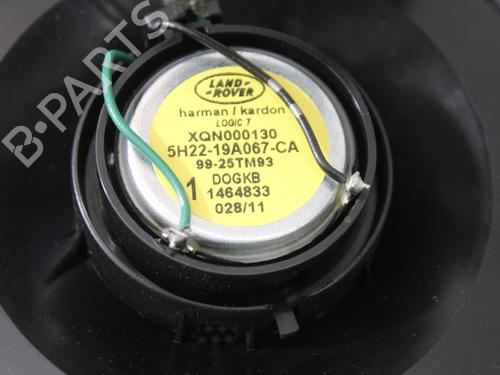 B-PARTS
LAND-
ROVER
harman / kardon
LOGIC 7
XQN000130
5H22-19A067-CA
99-25TM93
DOGKB
1 1464833
028/11